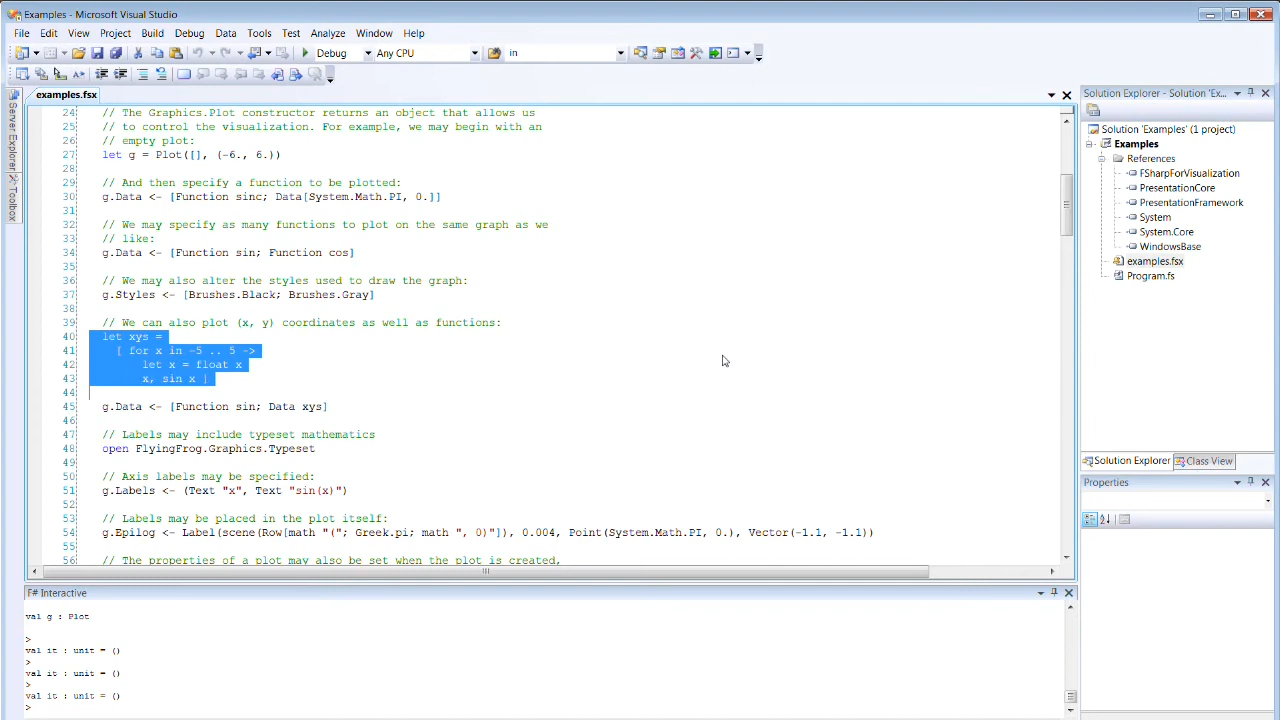 Examples - Microsoft Visual Studio
File Edit View Project Build Debug Data Tools Test Analyze Window Help
Debug Any CPU in
examples.fsx
Server Explorer
Toolbox
24 // The Graphics.Plot constructor returns an object that allows us
25 // to control the visualization. For example, we may begin with an
26 // empty plot:
27 let g = Plot([], (-6., 6.))
28
29 // And then specify a function to be plotted:
30 g.Data <- [Function sinc; Data[System.Math.PI, 0.]]
31
32 // We may specify as many functions to plot on the same graph as we
33 // like:
34 g.Data <- [Function sin; Function cos]
35
36 // We may also alter the styles used to draw the graph:
37 g.Styles <- [Brushes.Black; Brushes.Gray]
38
39 // We can also plot (x, y) coordinates as well as functions:
40 let xys =
41 [ for x in -5 .. 5 ->
42 let x = float x
43 x, sin x ]
44
45 g.Data <- [Function sin; Data xys]
46
47 // Labels may include typeset mathematics
48 open FlyingFrog.Graphics.Typeset
49
50 // Axis labels may be specified:
51 g.Labels <- (Text "x", Text "sin(x)")
52
53 // Labels may be placed in the plot itself:
54 g.Epilog <- Label(scene(Row[math "("; Greek.pi; math ", 0)"]), 0.004, Point(System.Math.PI, 0.), Vector(-1.1, -1.1))
55
56 // The properties of a plot may also be set when the plot is created,
F# Interactive
val g : Plot
>
val it : unit = ()
>
val it : unit = ()
>
val it : unit = ()
>
Solution Explorer - Solution 'Ex...
Solution 'Examples' (1 project)
Examples
References
FSharpForVisualization
PresentationCore
PresentationFramework
System
System.Core
WindowsBase
examples.fsx
Program.fs
Solution Explorer Class View
Properties